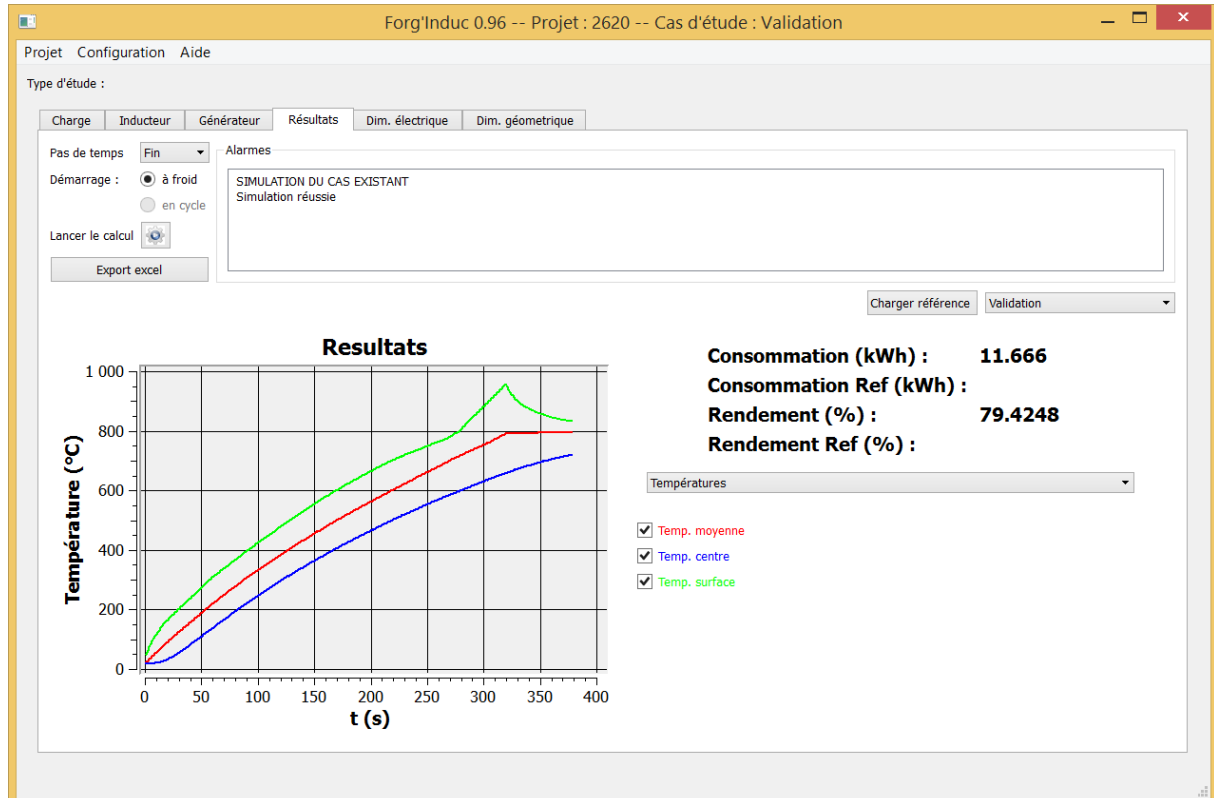 Forg'Induc 0.96 -- Projet : 2620 -- Cas d'étude : Validation
Projet Configuration Aide
Type d'étude :
Charge Inducteur Générateur Résultats Dim. électrique Dim. géometrique
Pas de temps Fin
Démarrage : à froid
en cycle
Lancer le calcul
Export excel
Alarmes
SIMULATION DU CAS EXISTANT
Simulation réussie
Charger référence Validation
Resultats
Température (°C)
1 000
800
600
400
200
0
0 50 100 150 200 250 300 350 400
t (s)
Consommation (kWh) : 11.666
Consommation Ref (kWh) :
Rendement (%) : 79.4248
Rendement Ref (%) :
Températures
Temp. moyenne
Temp. centre
Temp. surface